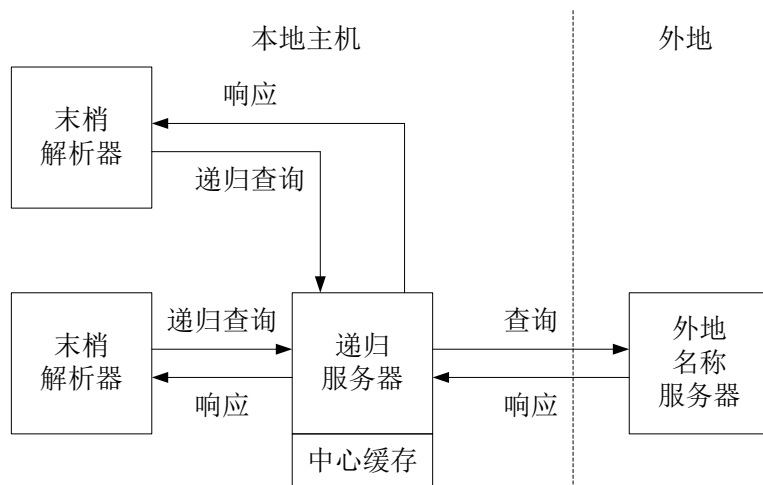 本地主机
外地
响应
末梢
解析器
递归查询
末梢
解析器
递归查询
响应
递归
服务器
中心缓存
查询
响应
外地
名称
服务器